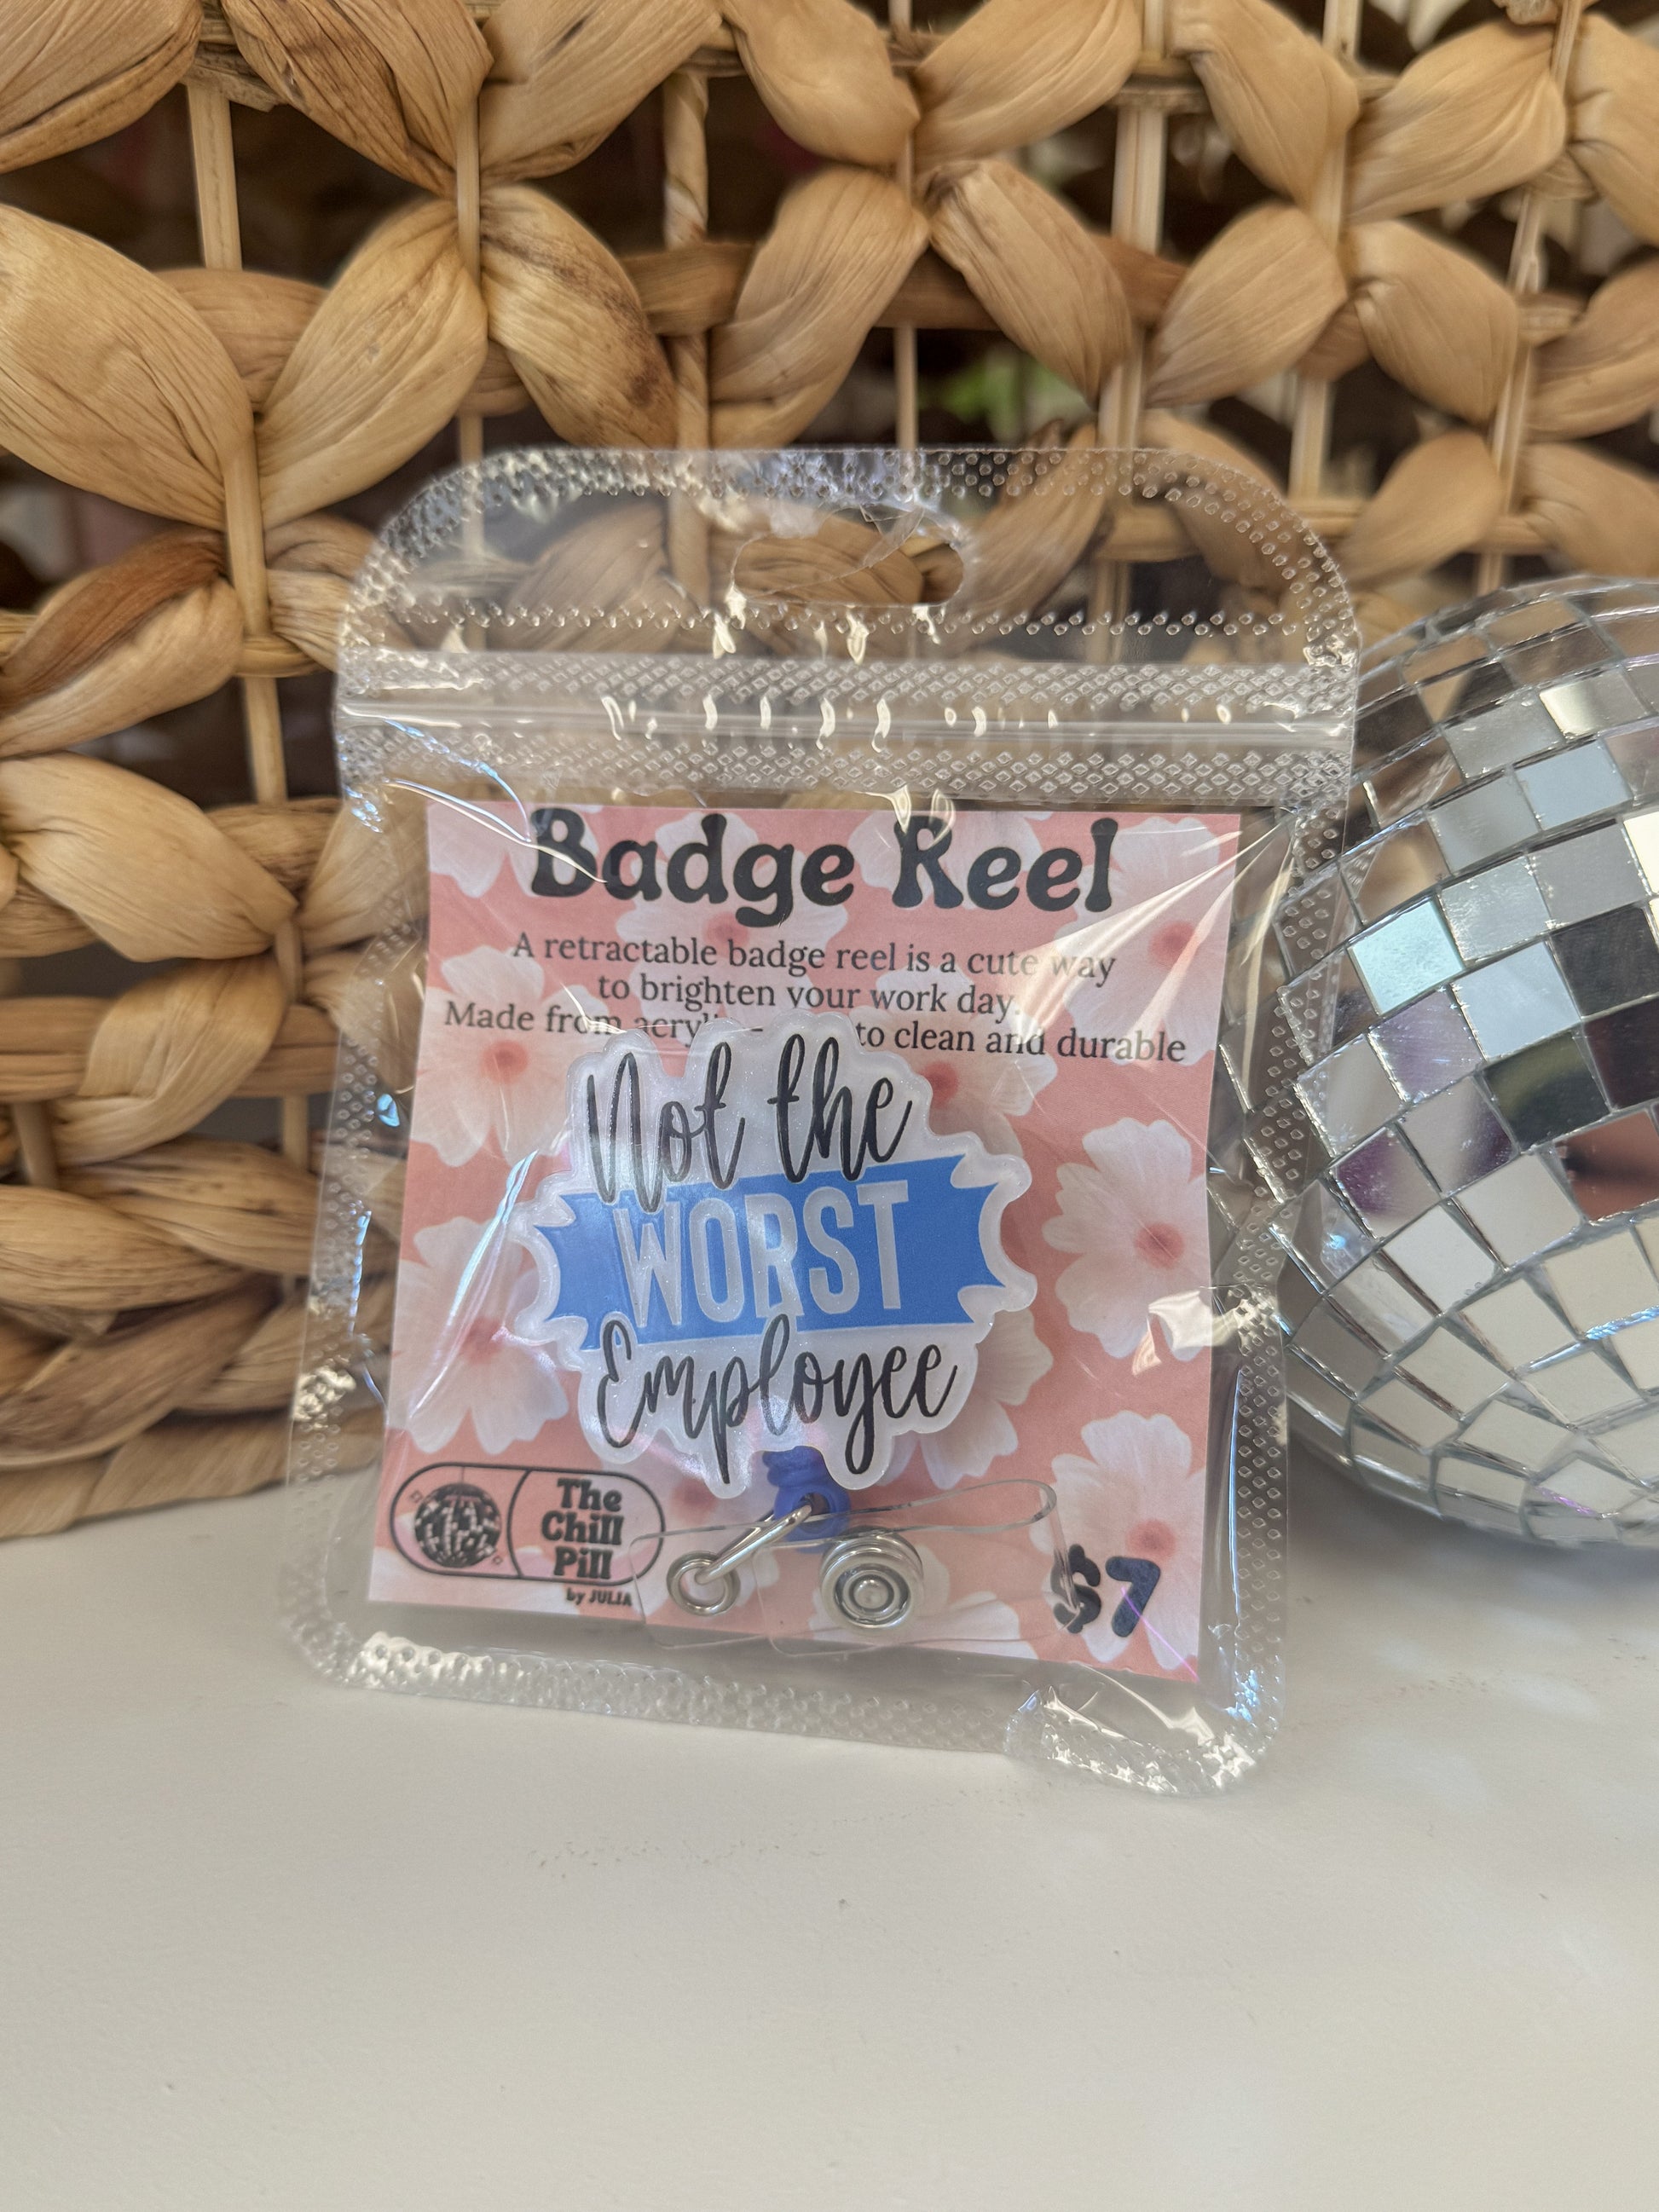 Badge Reel
A retractable badge reel is a cute way
to brighten your work day.
Made from to clean and durable
Not the
WORST
Employee
The
Chill
Pill
by JULIA
$7